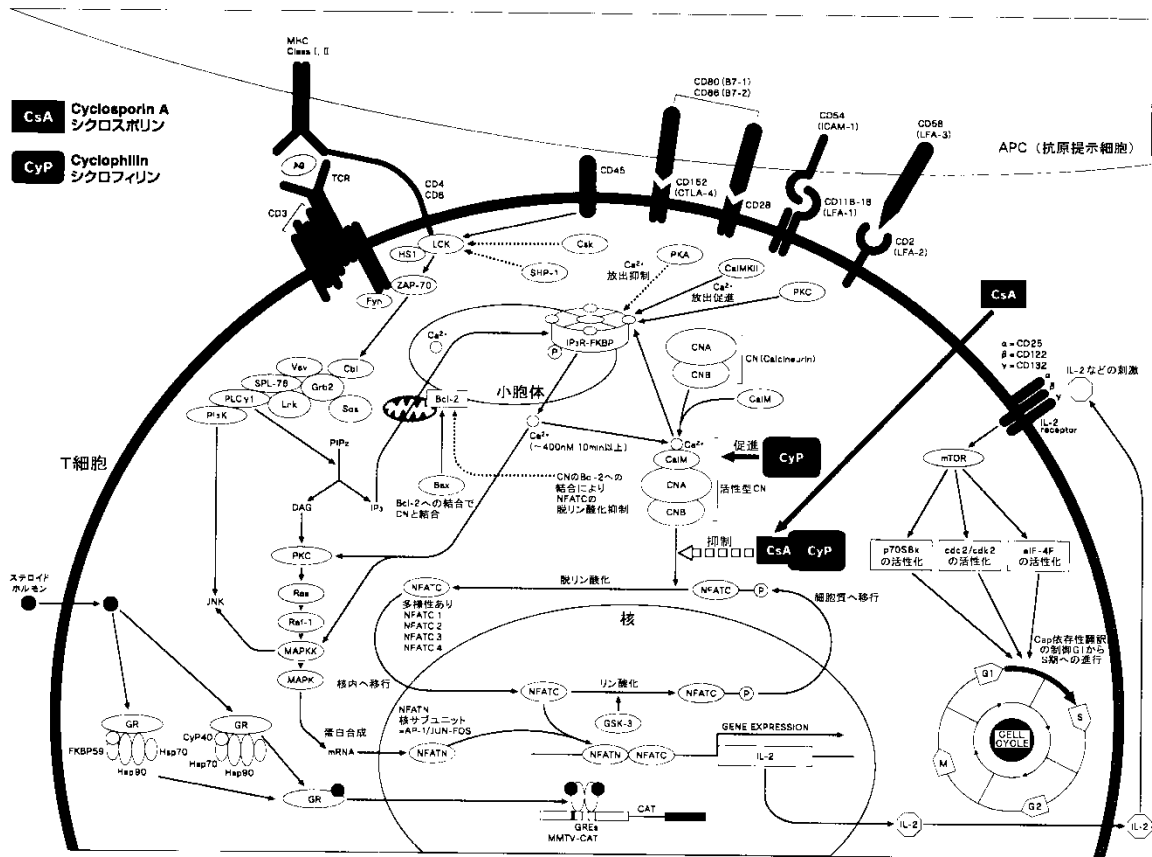 MHC
Class I, II
CsA
Cyclosporin A
シクロスポリン
CyP
Cyclophilin
シクロフィリン
AG
TCR
CD3
CD4
CD8
CD45
CD80 (B7-1)
CD86 (B7-2)
CD152
(CTLA-4)
CD28
CD54
(ICAM-1)
CD11B-18
(LFA-1)
CD58
(LFA-3)
CD2
(LFA-2)
APC（抗原提示細胞）
HS1
LCK
Csk
SHP-1
ZAP-70
Fyn
PKA
Ca²⁺
放出抑制
CalMKII
Ca²⁺
放出促進
PKC
CsA
IP₃R-FKBP
P
Ca²⁺
小胞体
Bcl-2
Ca²⁺
(～400nM 10min以上)
CNA
CNB
CN(Calcineurin)
CalM
Ca²⁺
CalM
CNA
CNB
活性型CN
促進
CyP
α = CD25
β = CD122
γ = CD132
α
β
γ
IL-2
receptor
IL-2などの刺激
Vav
Cbl
SPL-76
Grb2
PLCγ1
Lnk
Sos
PI₃K
PIP₂
DAG
IP₃
T細胞
Bax
Bcl-2への結合で
CNと結合
CNのBcl-2への
結合により
NFATCの
脱リン酸化抑制
抑制
CsA
CyP
mTOR
p70S6k
の活性化
cdc2/cdk2
の活性化
eIF-4F
の活性化
PKC
Ras
Raf-1
MAPKK
MAPK
JNK
ステロイド
ホルモン
NFATC
多様性あり
NFATC 1
NFATC 2
NFATC 3
NFATC 4
脱リン酸化
NFATC
P
細胞質へ移行
核
核内へ移行
NFATC
リン酸化
NFATC
P
GSK-3
Cap依存性翻訳
の制御G1から
S期への進行
G1
S
G2
M
CELL
CYCLE
GR
FKBP59
Hsp70
Hsp90
GR
CyP40
Hsp70
Hsp90
蛋白合成
mRNA
NFATN
核サブユニット
=AP-1/JUN-FOS
NFATN
NFATN
NFATC
GENE EXPRESSION
IL-2
GR
GREs
MMTV-CAT
CAT
IL-2
IL-2